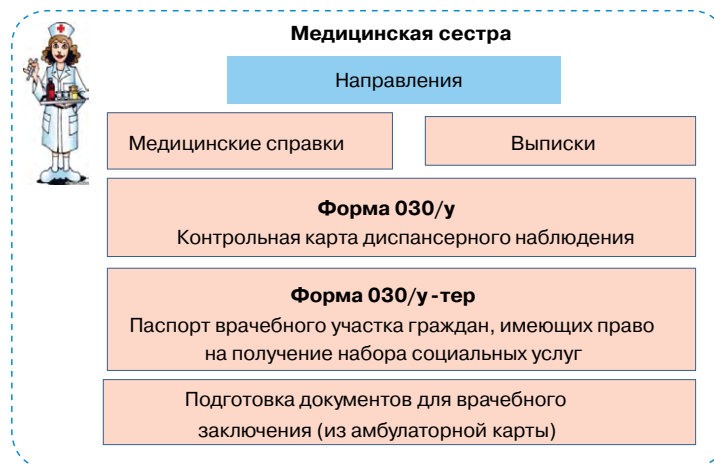 Медицинская сестра
Направления
Медицинские справки
Выписки
Форма 030/у
Контрольная карта диспансерного наблюдения
Форма 030/у-тер
Паспорт врачебного участка граждан, имеющих право
на получение набора социальных услуг
Подготовка документов для врачебного
заключения (из амбулаторной карты)